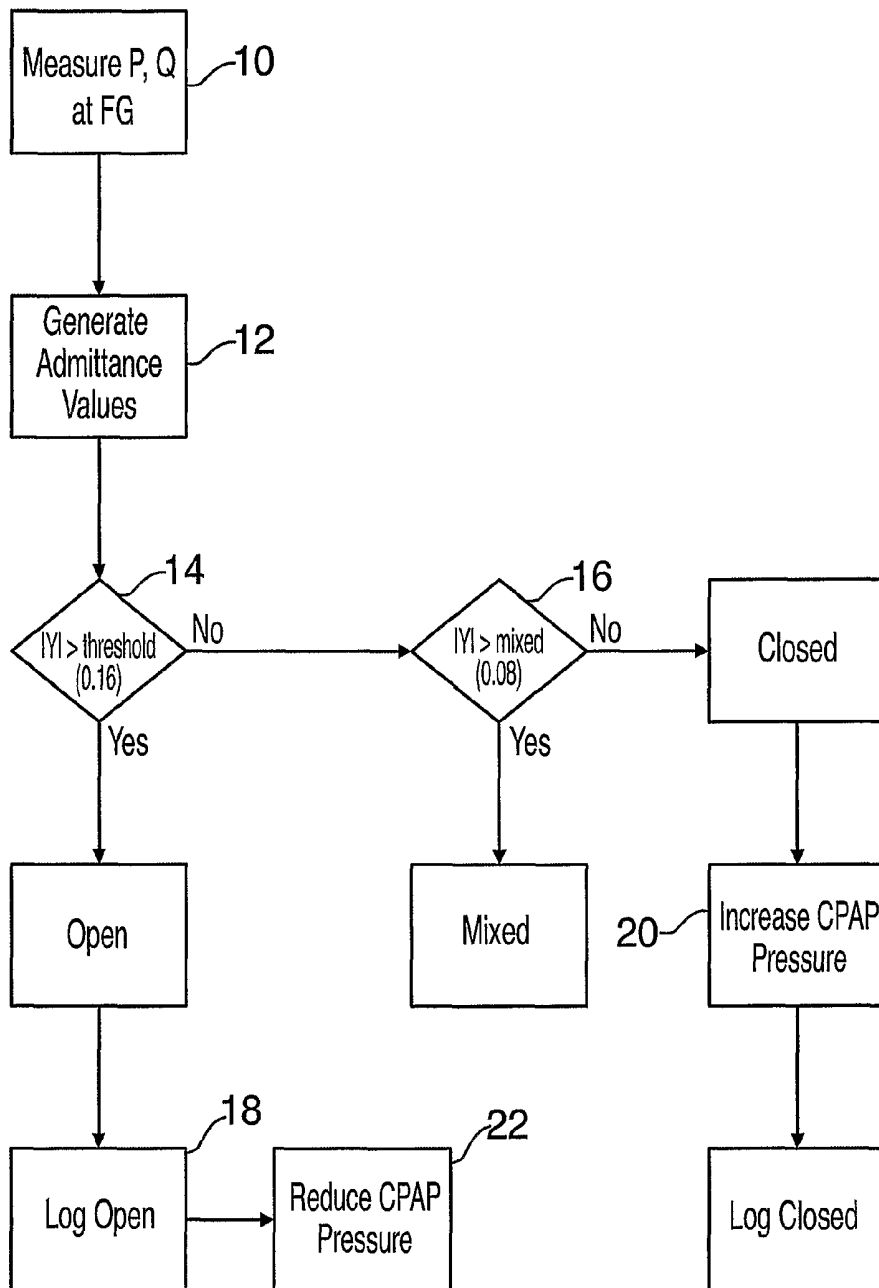 Measure P, Q
at FG
10
Generate
Admittance
Values
12
14
|Y| > threshold
(0.16)
No
Yes
16
|Y| > mixed
(0.08)
No
Yes
Closed
Open
Mixed
20
Increase CPAP
Pressure
18
Log Open
22
Reduce CPAP
Pressure
Log Closed